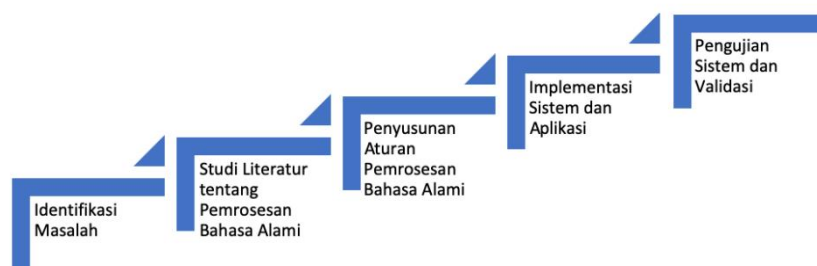 Identifikasi
Masalah
Studi Literatur
tentang
Pemrosesan
Bahasa Alami
Penyusunan
Aturan
Pemrosesan
Bahasa Alami
Implementasi
Sistem dan
Aplikasi
Pengujian
Sistem dan
Validasi